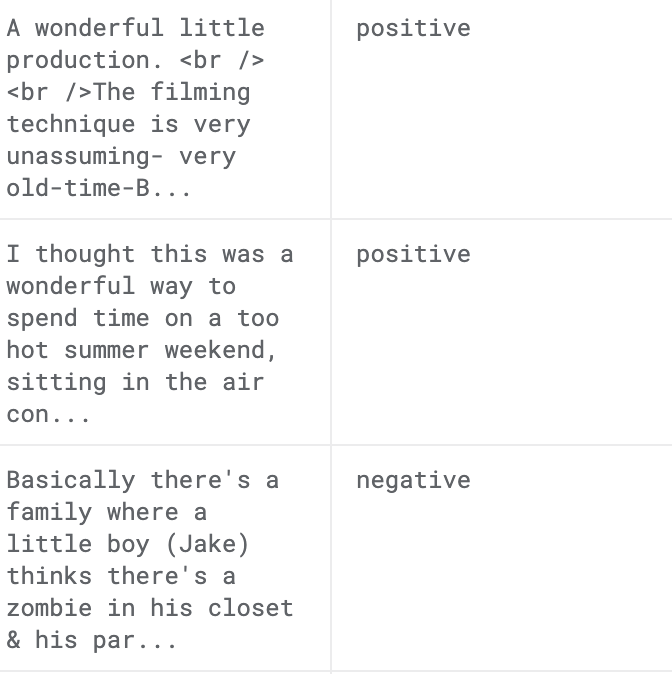 A wonderful little
production. <br />
<br />The filming
technique is very
unassuming- very
old-time-B...
positive
I thought this was a
wonderful way to
spend time on a too
hot summer weekend,
sitting in the air
con...
positive
Basically there's a
family where a
little boy (Jake)
thinks there's a
zombie in his closet
& his par...
negative